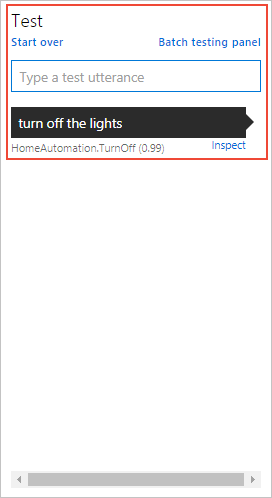 Test
Start over Batch testing panel
Type a test utterance
turn off the lights
HomeAutomation.TurnOff (0.99) Inspect